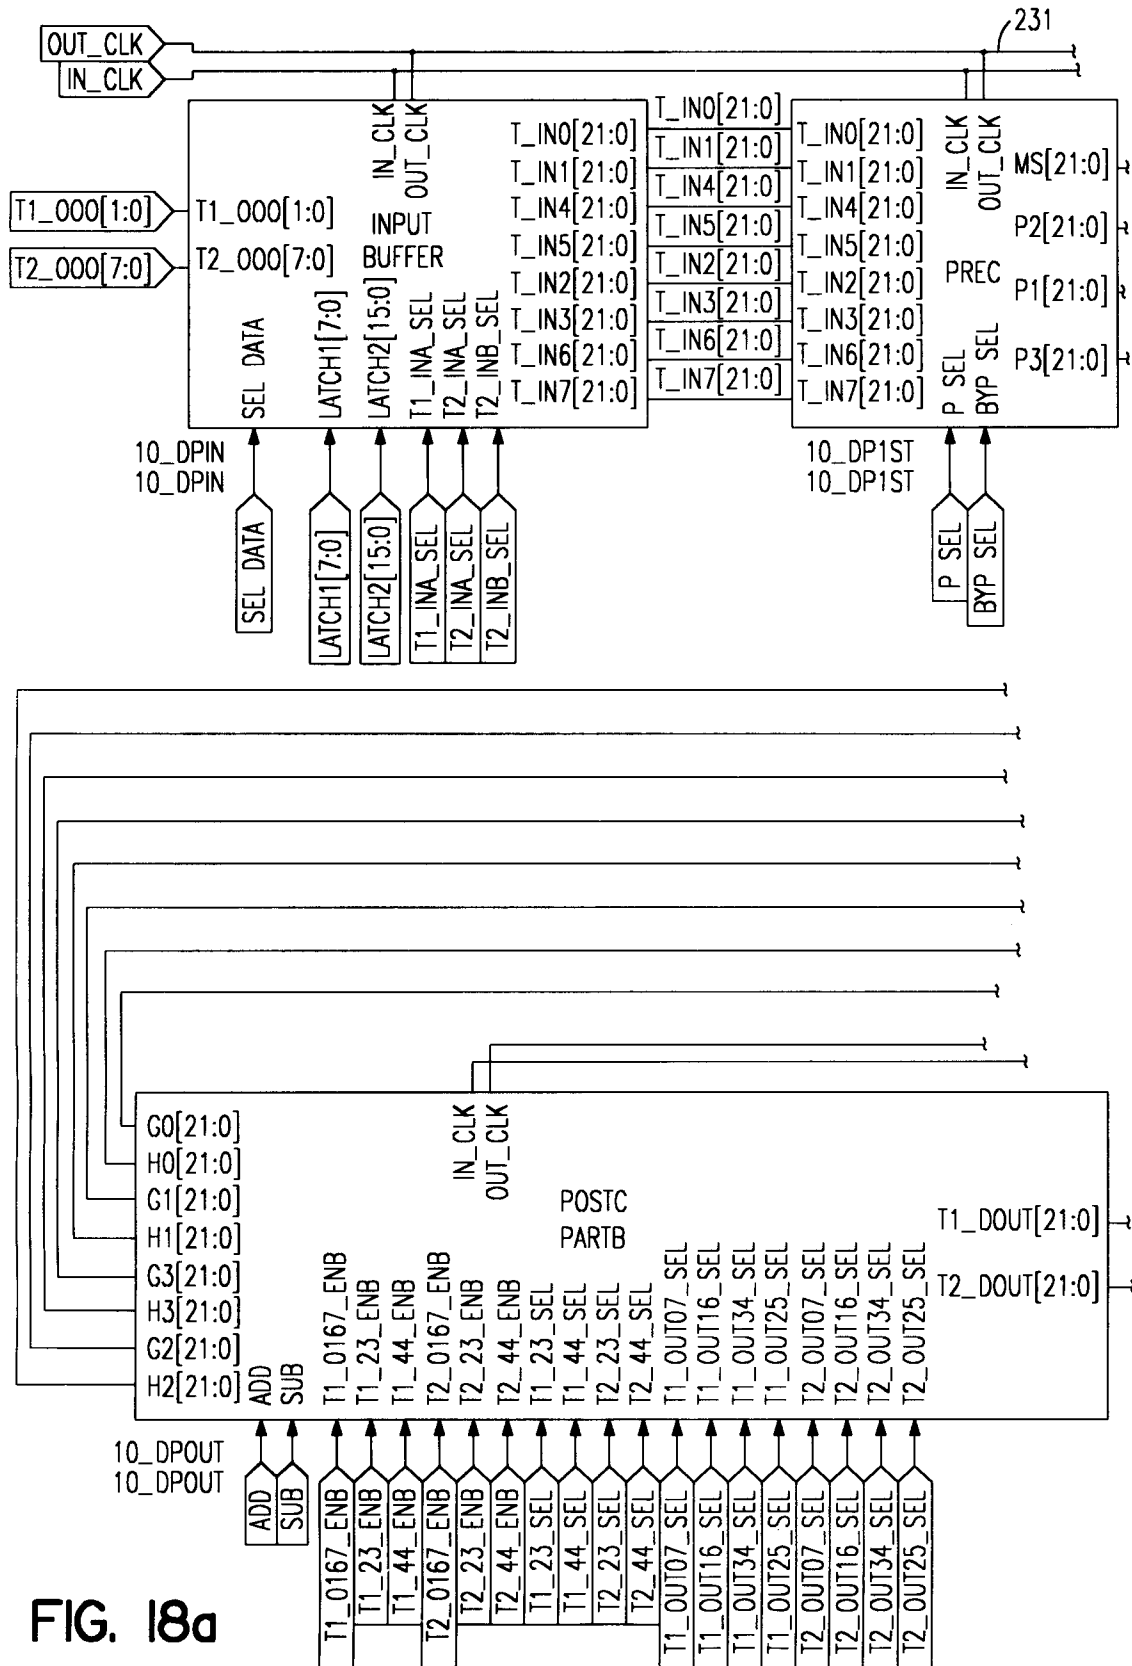 231
OUT_CLK
IN_CLK
IN_CLK
OUT_CLK
T1_000[1:0]
T2_000[7:0]
T1_000[1:0]
T2_000[7:0]
INPUT
BUFFER
SEL DATA
LATCH1[7:0]
LATCH2[15:0]
T1_INA_SEL
T2_INA_SEL
T2_INB_SEL
T_IN0[21:0]
T_IN1[21:0]
T_IN4[21:0]
T_IN5[21:0]
T_IN2[21:0]
T_IN3[21:0]
T_IN6[21:0]
T_IN7[21:0]
T_IN0[21:0]
T_IN1[21:0]
T_IN4[21:0]
T_IN5[21:0]
T_IN2[21:0]
T_IN3[21:0]
T_IN6[21:0]
T_IN7[21:0]
T_IN0[21:0]
T_IN1[21:0]
T_IN4[21:0]
T_IN5[21:0]
T_IN2[21:0]
T_IN3[21:0]
T_IN6[21:0]
T_IN7[21:0]
IN_CLK
OUT_CLK
PREC
P SEL
BYP SEL
MS[21:0]
P2[21:0]
P1[21:0]
P3[21:0]
10_DPIN
10_DPIN
SEL DATA
LATCH1[7:0]
LATCH2[15:0]
T1_INA_SEL
T2_INA_SEL
T2_INB_SEL
10_DP1ST
10_DP1ST
P SEL
BYP SEL
G0[21:0]
H0[21:0]
G1[21:0]
H1[21:0]
G3[21:0]
H3[21:0]
G2[21:0]
H2[21:0]
IN_CLK
OUT_CLK
POSTC
PARTB
ADD
SUB
T1_0167_ENB
T1_23_ENB
T1_44_ENB
T2_0167_ENB
T2_23_ENB
T2_44_ENB
T1_23_SEL
T1_44_SEL
T2_23_SEL
T2_44_SEL
T1_OUT07_SEL
T1_OUT16_SEL
T1_OUT34_SEL
T1_OUT25_SEL
T2_OUT07_SEL
T2_OUT16_SEL
T2_OUT34_SEL
T2_OUT25_SEL
T1_DOUT[21:0]
T2_DOUT[21:0]
10_DPOUT
10_DPOUT
ADD
SUB
T1_0167_ENB
T1_23_ENB
T1_44_ENB
T2_0167_ENB
T2_23_ENB
T2_44_ENB
T1_23_SEL
T1_44_SEL
T2_23_SEL
T2_44_SEL
T1_OUT07_SEL
T1_OUT16_SEL
T1_OUT34_SEL
T1_OUT25_SEL
T2_OUT07_SEL
T2_OUT16_SEL
T2_OUT34_SEL
T2_OUT25_SEL
FIG. 18a